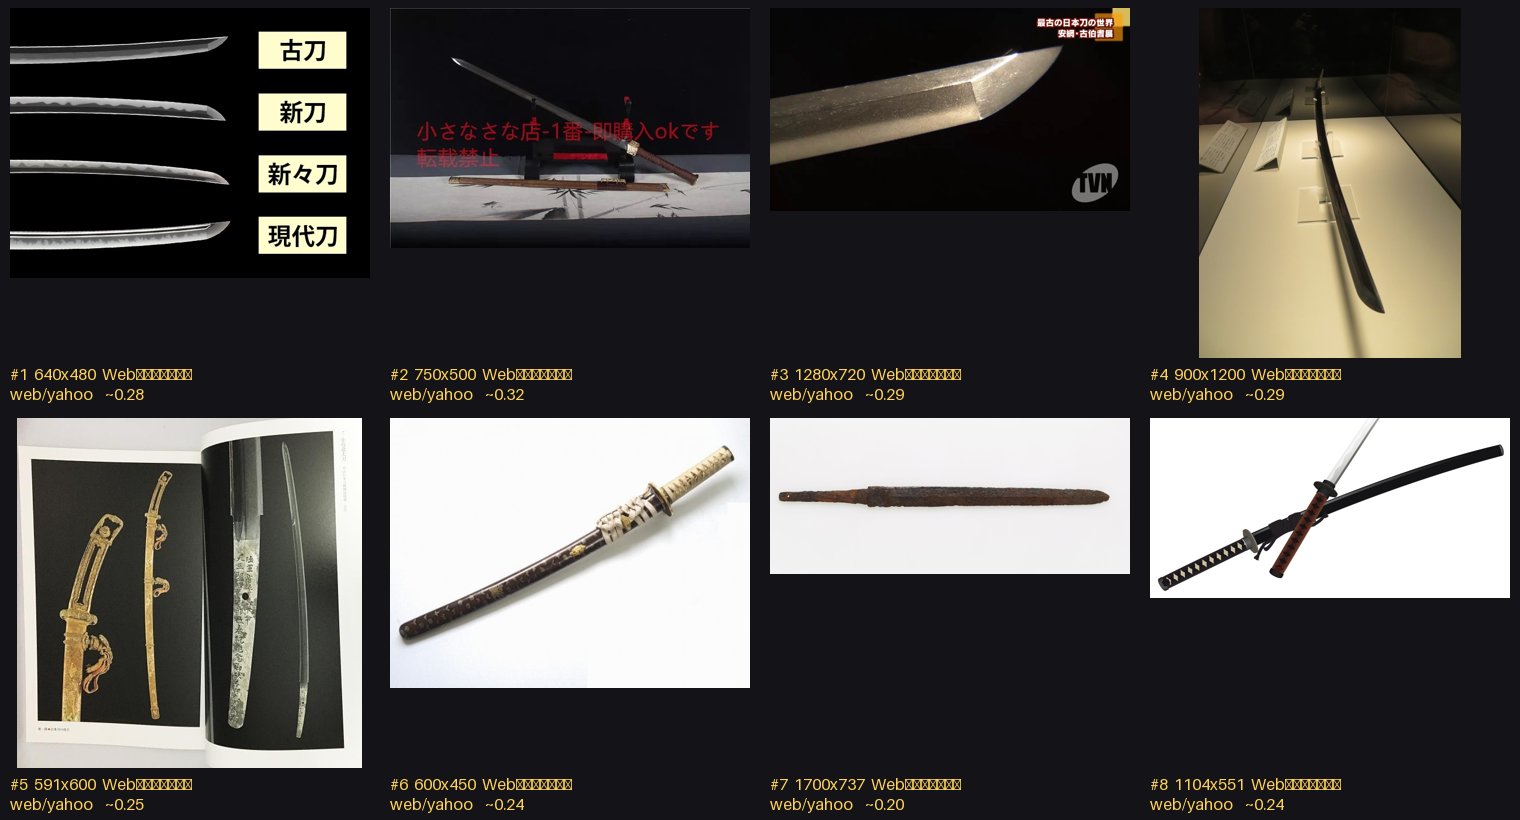 古刀
新刀
新々刀
現代刀
小さなさな店-1番-即購入okです
転載禁止
最古の日本刀の世界
安綱・古伯耆展
TVN
#1 640x480 Web
web/yahoo ~0.28
#2 750x500 Web
web/yahoo ~0.32
#3 1280x720 Web
web/yahoo ~0.29
#4 900x1200 Web
web/yahoo ~0.29
#5 591x600 Web
web/yahoo ~0.25
#6 600x450 Web
web/yahoo ~0.24
#7 1700x737 Web
web/yahoo ~0.20
#8 1104x551 Web
web/yahoo ~0.24